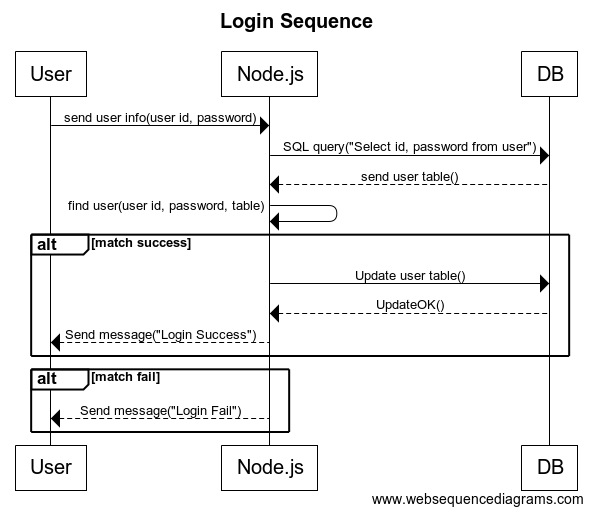 Login Sequence
User
Node.js
DB
send user info(user id, password)
SQL query("Select id, password from user")
send user table()
find user(user id, password, table)
alt
[match success]
Update user table()
UpdateOK()
Send message("Login Success")
alt
[match fail]
Send message("Login Fail")
User
Node.js
DB
www.websequencediagrams.com